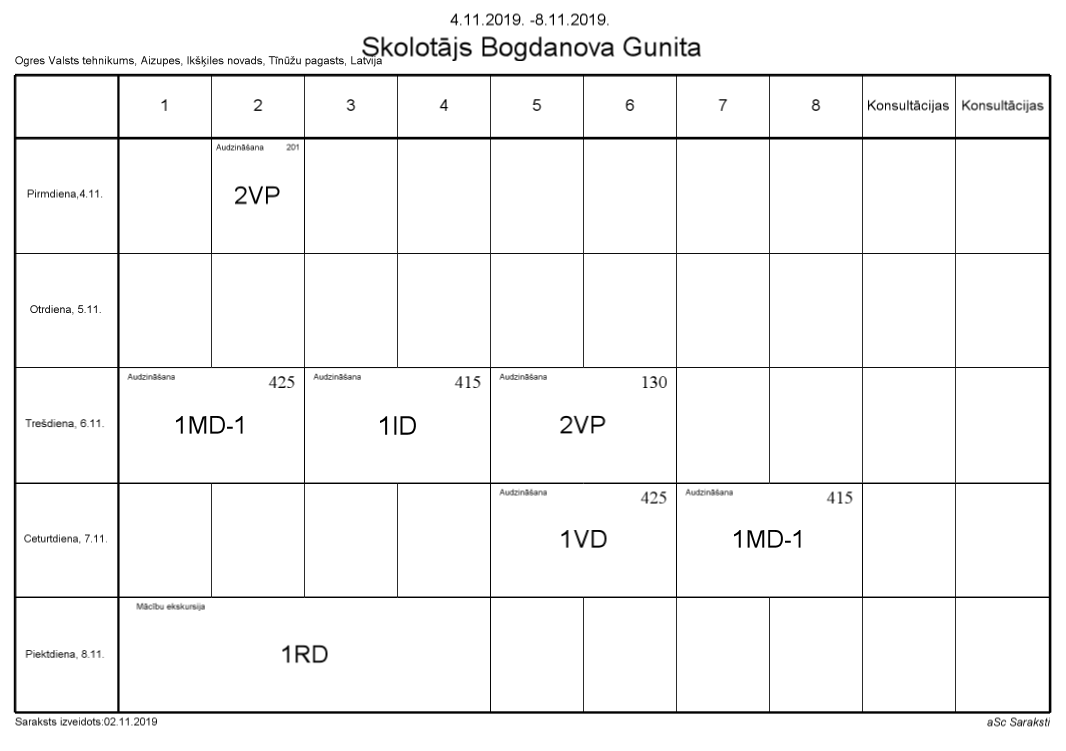 4.11.2019. -8.11.2019.
Skolotājs Bogdanova Gunita
Ogres Valsts tehnikums, Aizupes, Ikšķiles novads, Tīnūžu pagasts, Latvija
1 2 3 4 5 6 7 8 Konsultācijas Konsultācijas
Pirmdiena,4.11.
Audzināšana 201
2VP
Otrdiena, 5.11.
Trešdiena, 6.11.
Audzināšana 425
1MD-1
Audzināšana 415
1ID
Audzināšana 130
2VP
Ceturtdiena, 7.11.
Audzināšana 425
1VD
Audzināšana 415
1MD-1
Piektdiena, 8.11.
Mācību ekskursija
1RD
Saraksts izveidots:02.11.2019
aSc Saraksti